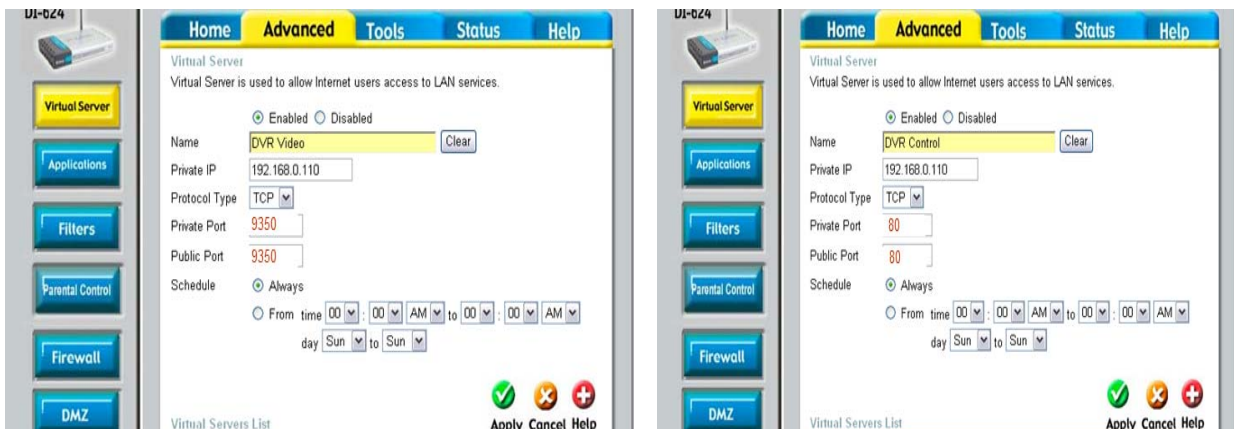 DI-624
Home Advanced Tools Status Help
Virtual Server
Virtual Server is used to allow Internet users access to LAN services.
Virtual Server
Enabled Disabled
Name DVR Video Clear
Applications
Private IP 192.168.0.110
Protocol Type TCP
Filters
Private Port 9350
Public Port 9350
Parental Control
Schedule Always
From time 00 : 00 AM to 00 : 00 AM
day Sun to Sun
Firewall
DMZ
Apply Cancel Help
Virtual Servers List
DI-624
Home Advanced Tools Status Help
Virtual Server
Virtual Server is used to allow Internet users access to LAN services.
Virtual Server
Enabled Disabled
Name DVR Control Clear
Applications
Private IP 192.168.0.110
Protocol Type TCP
Filters
Private Port 80
Public Port 80
Parental Control
Schedule Always
From time 00 : 00 AM to 00 : 00 AM
day Sun to Sun
Firewall
DMZ
Apply Cancel Help
Virtual Servers List